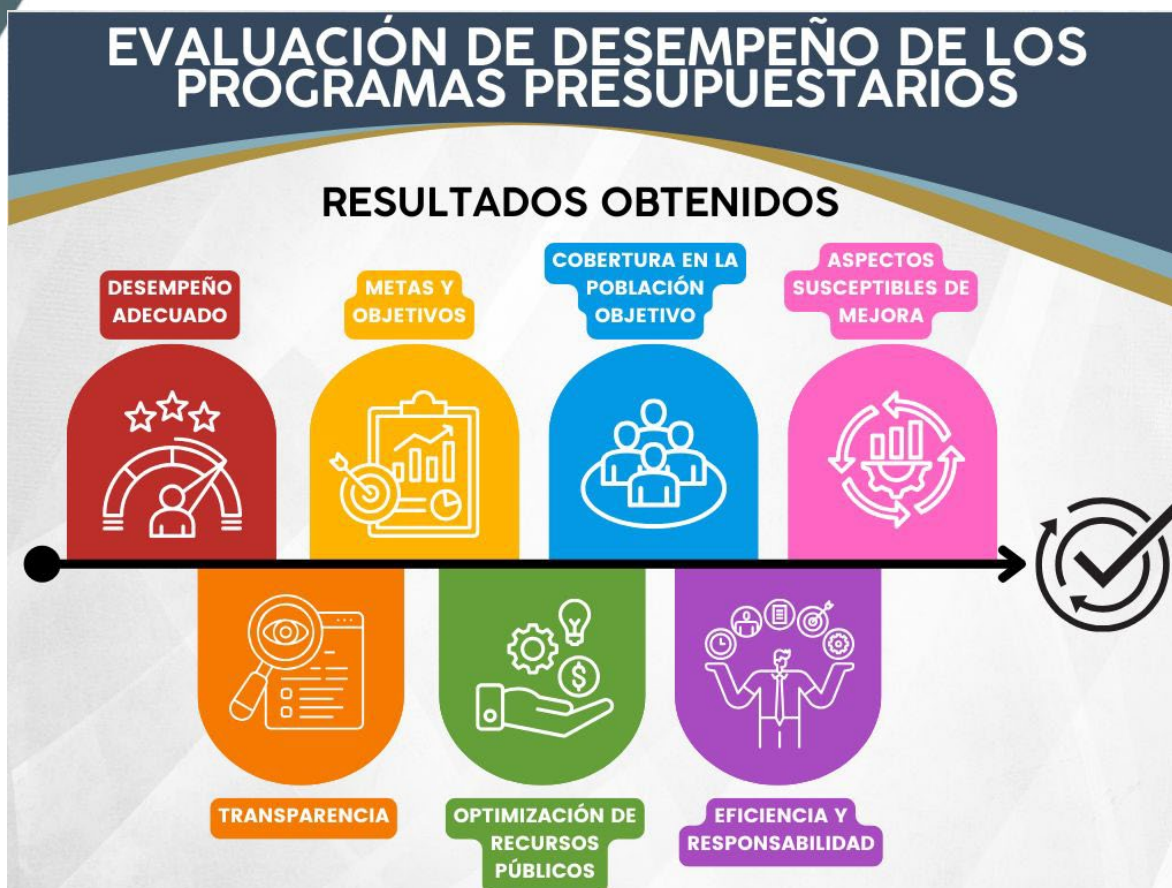 EVALUACIÓN DE DESEMPEÑO DE LOS
PROGRAMAS PRESUPUESTARIOS
RESULTADOS OBTENIDOS
DESEMPEÑO
ADECUADO
METAS Y
OBJETIVOS
COBERTURA EN LA
POBLACIÓN
OBJETIVO
ASPECTOS
SUSCEPTIBLES DE
MEJORA
$
TRANSPARENCIA
OPTIMIZACIÓN DE
RECURSOS
PÚBLICOS
EFICIENCIA Y
RESPONSABILIDAD